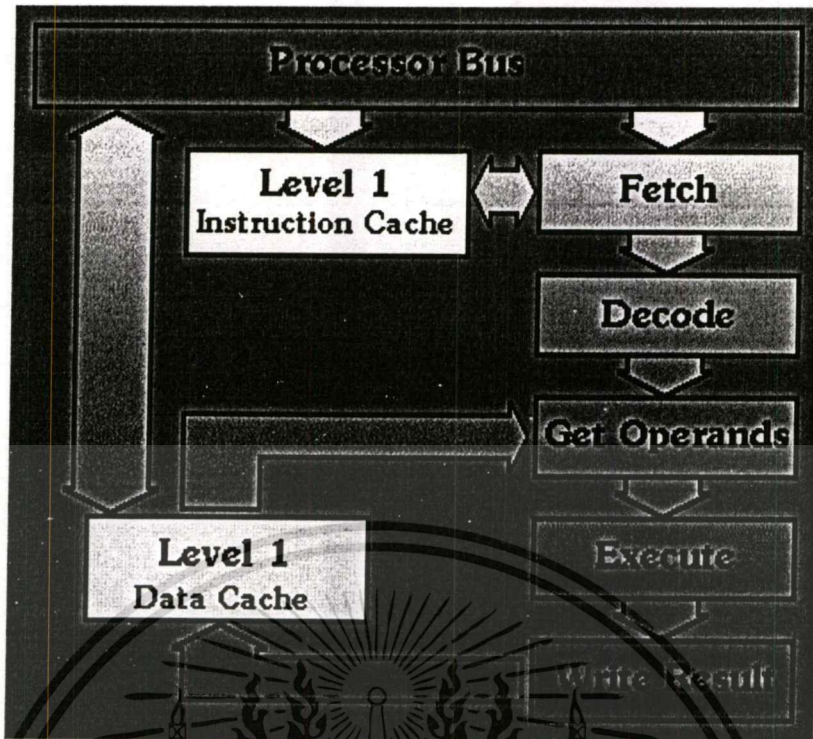 Processor Bus
Level 1
Instruction Cache
Fetch
Decode
Get Operands
Level 1
Data Cache
Execute
Write Result